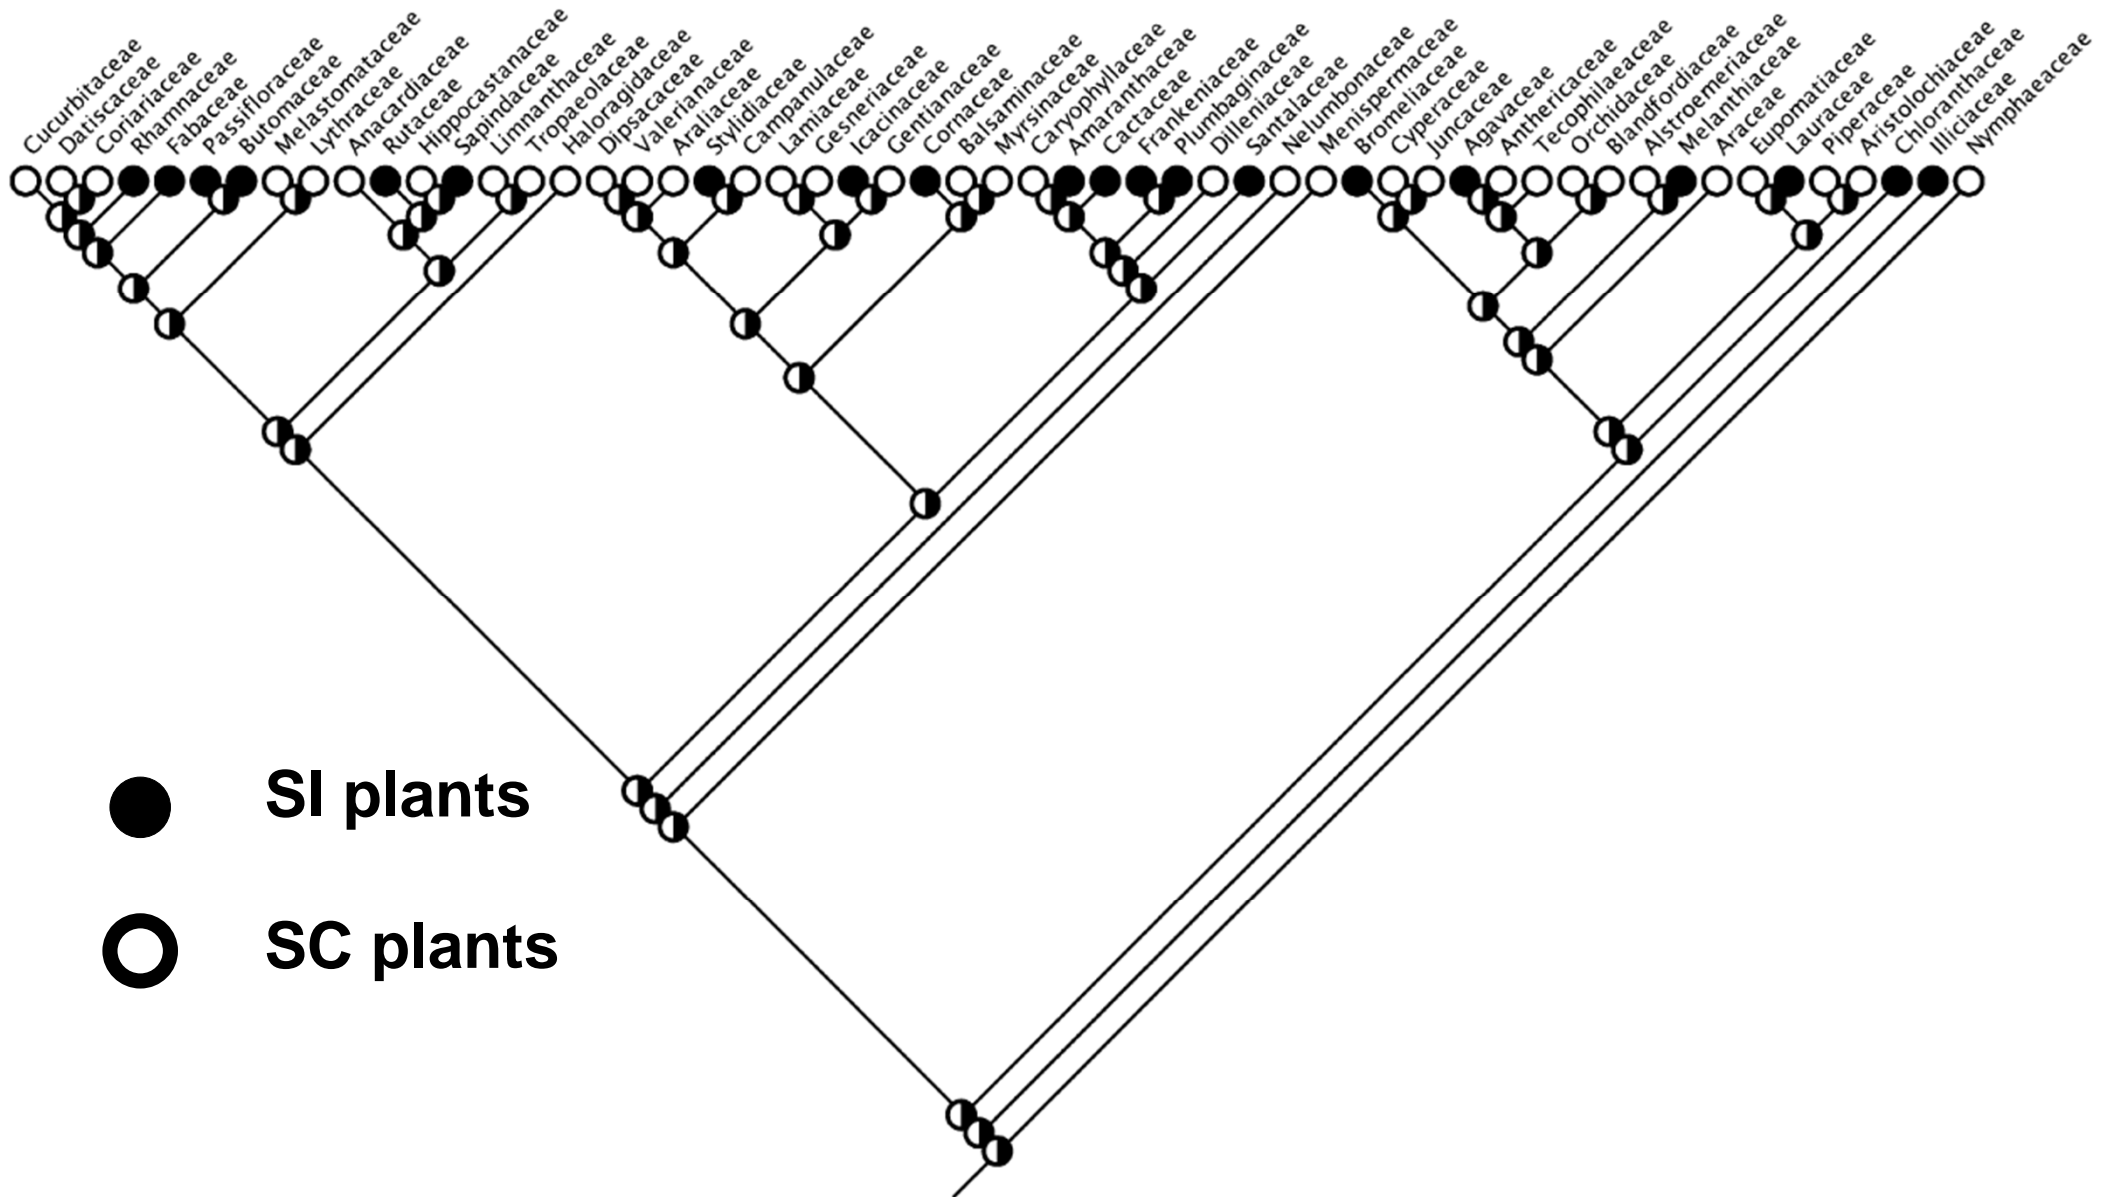 Cucurbitaceae
Datiscaceae
Coriariaceae
Rhamnaceae
Fabaceae
Passifloraceae
Butomaceae
Melastomataceae
Lythraceae
Anacardiaceae
Rutaceae
Hippocastanaceae
Sapindaceae
Limnanthaceae
Tropaeolaceae
Haloragidaceae
Dipsacaceae
Valerianaceae
Araliaceae
Stylidiaceae
Campanulaceae
Lamiaceae
Gesneriaceae
Icacinaceae
Gentianaceae
Cornaceae
Balsaminaceae
Myrsinaceae
Caryophyllaceae
Amaranthaceae
Cactaceae
Frankeniaceae
Plumbaginaceae
Dilleniaceae
Santalaceae
Nelumbonaceae
Menispermaceae
Bromeliaceae
Cyperaceae
Juncaceae
Agavaceae
Anthericaceae
Tecophilaeaceae
Orchidaceae
Blandfordiaceae
Alstroemeriaceae
Melanthiaceae
Araceae
Eupomatiaceae
Lauraceae
Piperaceae
Aristolochiaceae
Chloranthaceae
Illiciaceae
Nymphaeaceae
SI plants
SC plants